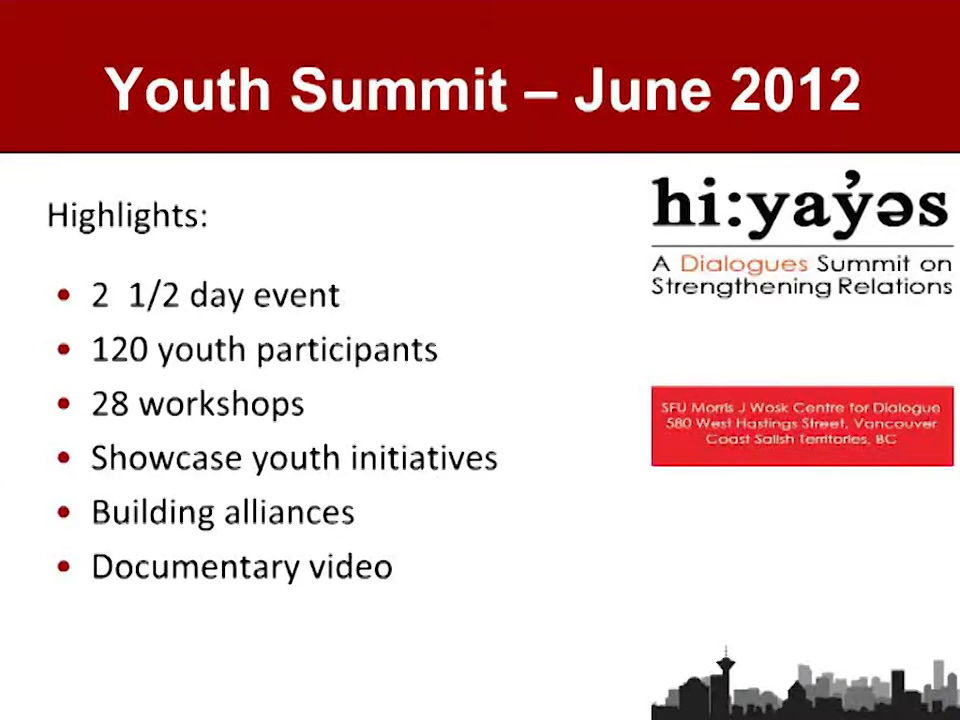 Youth Summit – June 2012
Highlights:
• 2 1/2 day event
• 120 youth participants
• 28 workshops
• Showcase youth initiatives
• Building alliances
• Documentary video
hi:yay̓əs
A Dialogues Summit on
Strengthening Relations
SFU Morris J Wosk Centre for Dialogue
580 West Hastings Street, Vancouver
Coast Salish Territories, BC